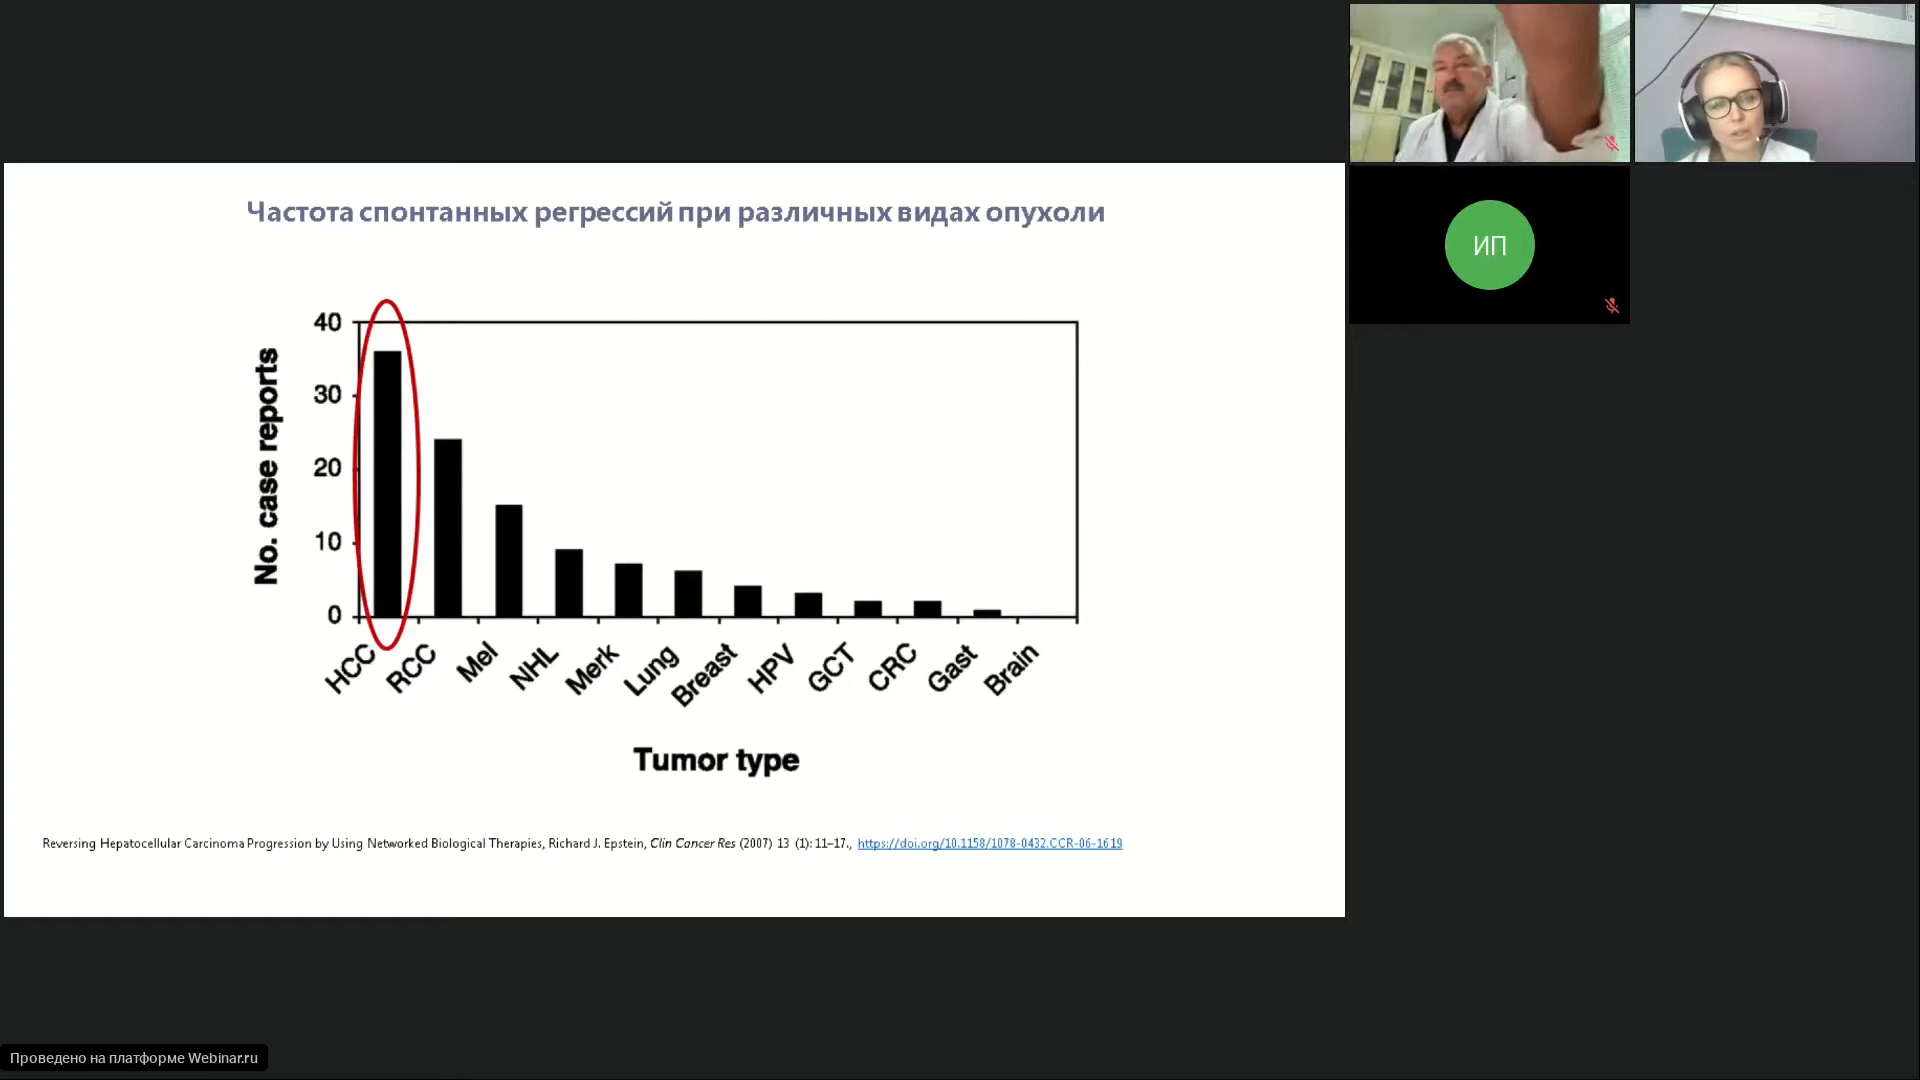 ИП
Частота спонтанных регрессий при различных видах опухоли
40
30
20
10
0
No. case reports
HCC
RCC
Mel
NHL
Merk
Lung
Breast
HPV
GCT
CRC
Gast
Brain
Tumor type
Reversing Hepatocellular Carcinoma Progression by Using Networked Biological Therapies, Richard J. Epstein, Clin Cancer Res (2007) 13 (1): 11–17., https://doi.org/10.1158/1078-0432.CCR-06-1619
Проведено на платформе Webinar.ru